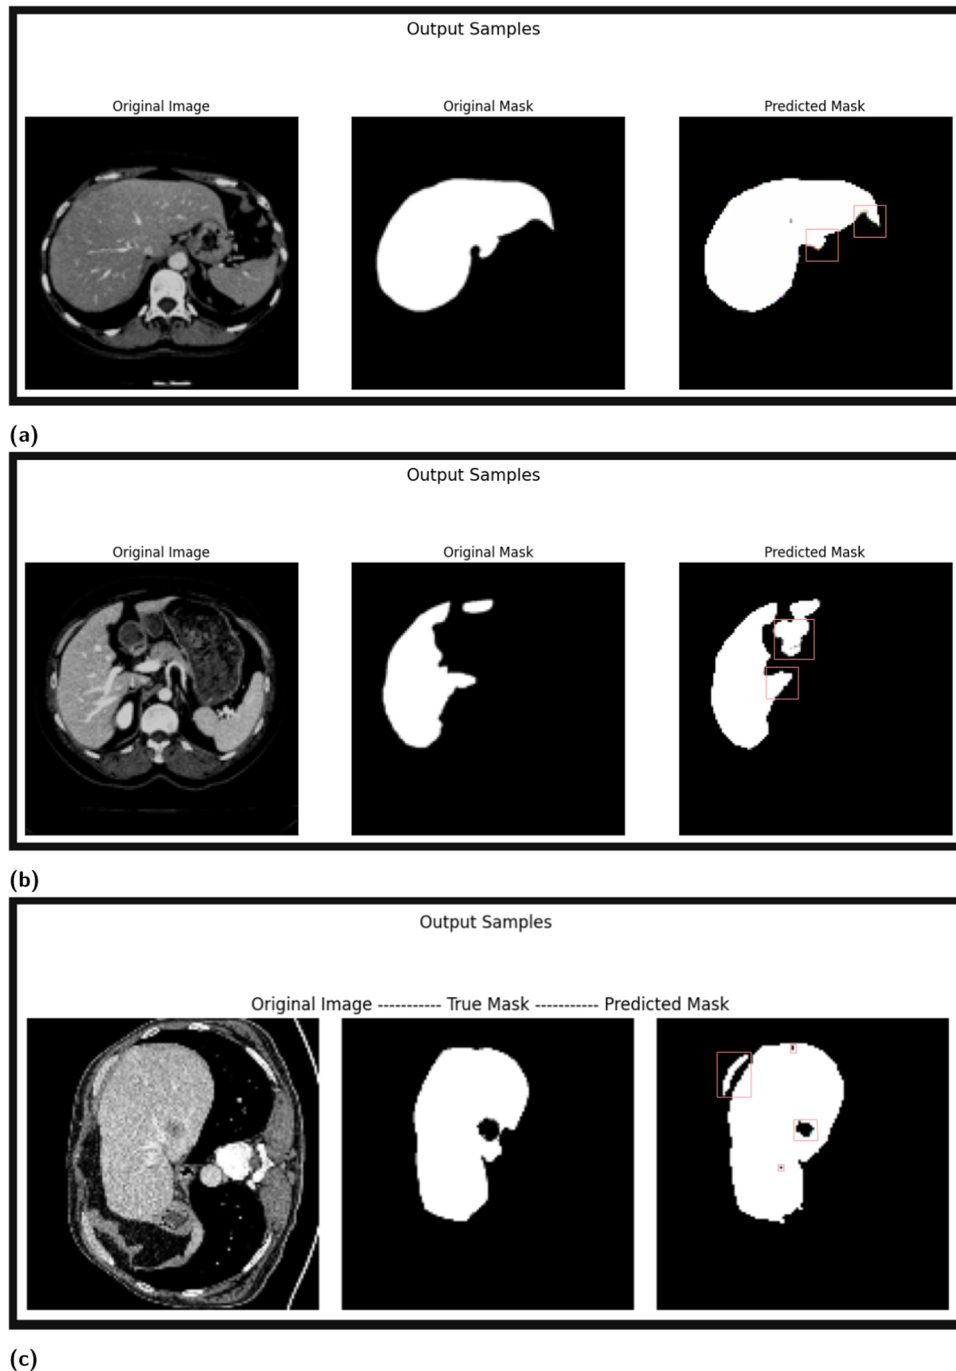 Output Samples
Original Image Original Mask Predicted Mask
(a)
Output Samples
Original Image Original Mask Predicted Mask
(b)
Output Samples
Original Image ----------- True Mask ----------- Predicted Mask
(c)